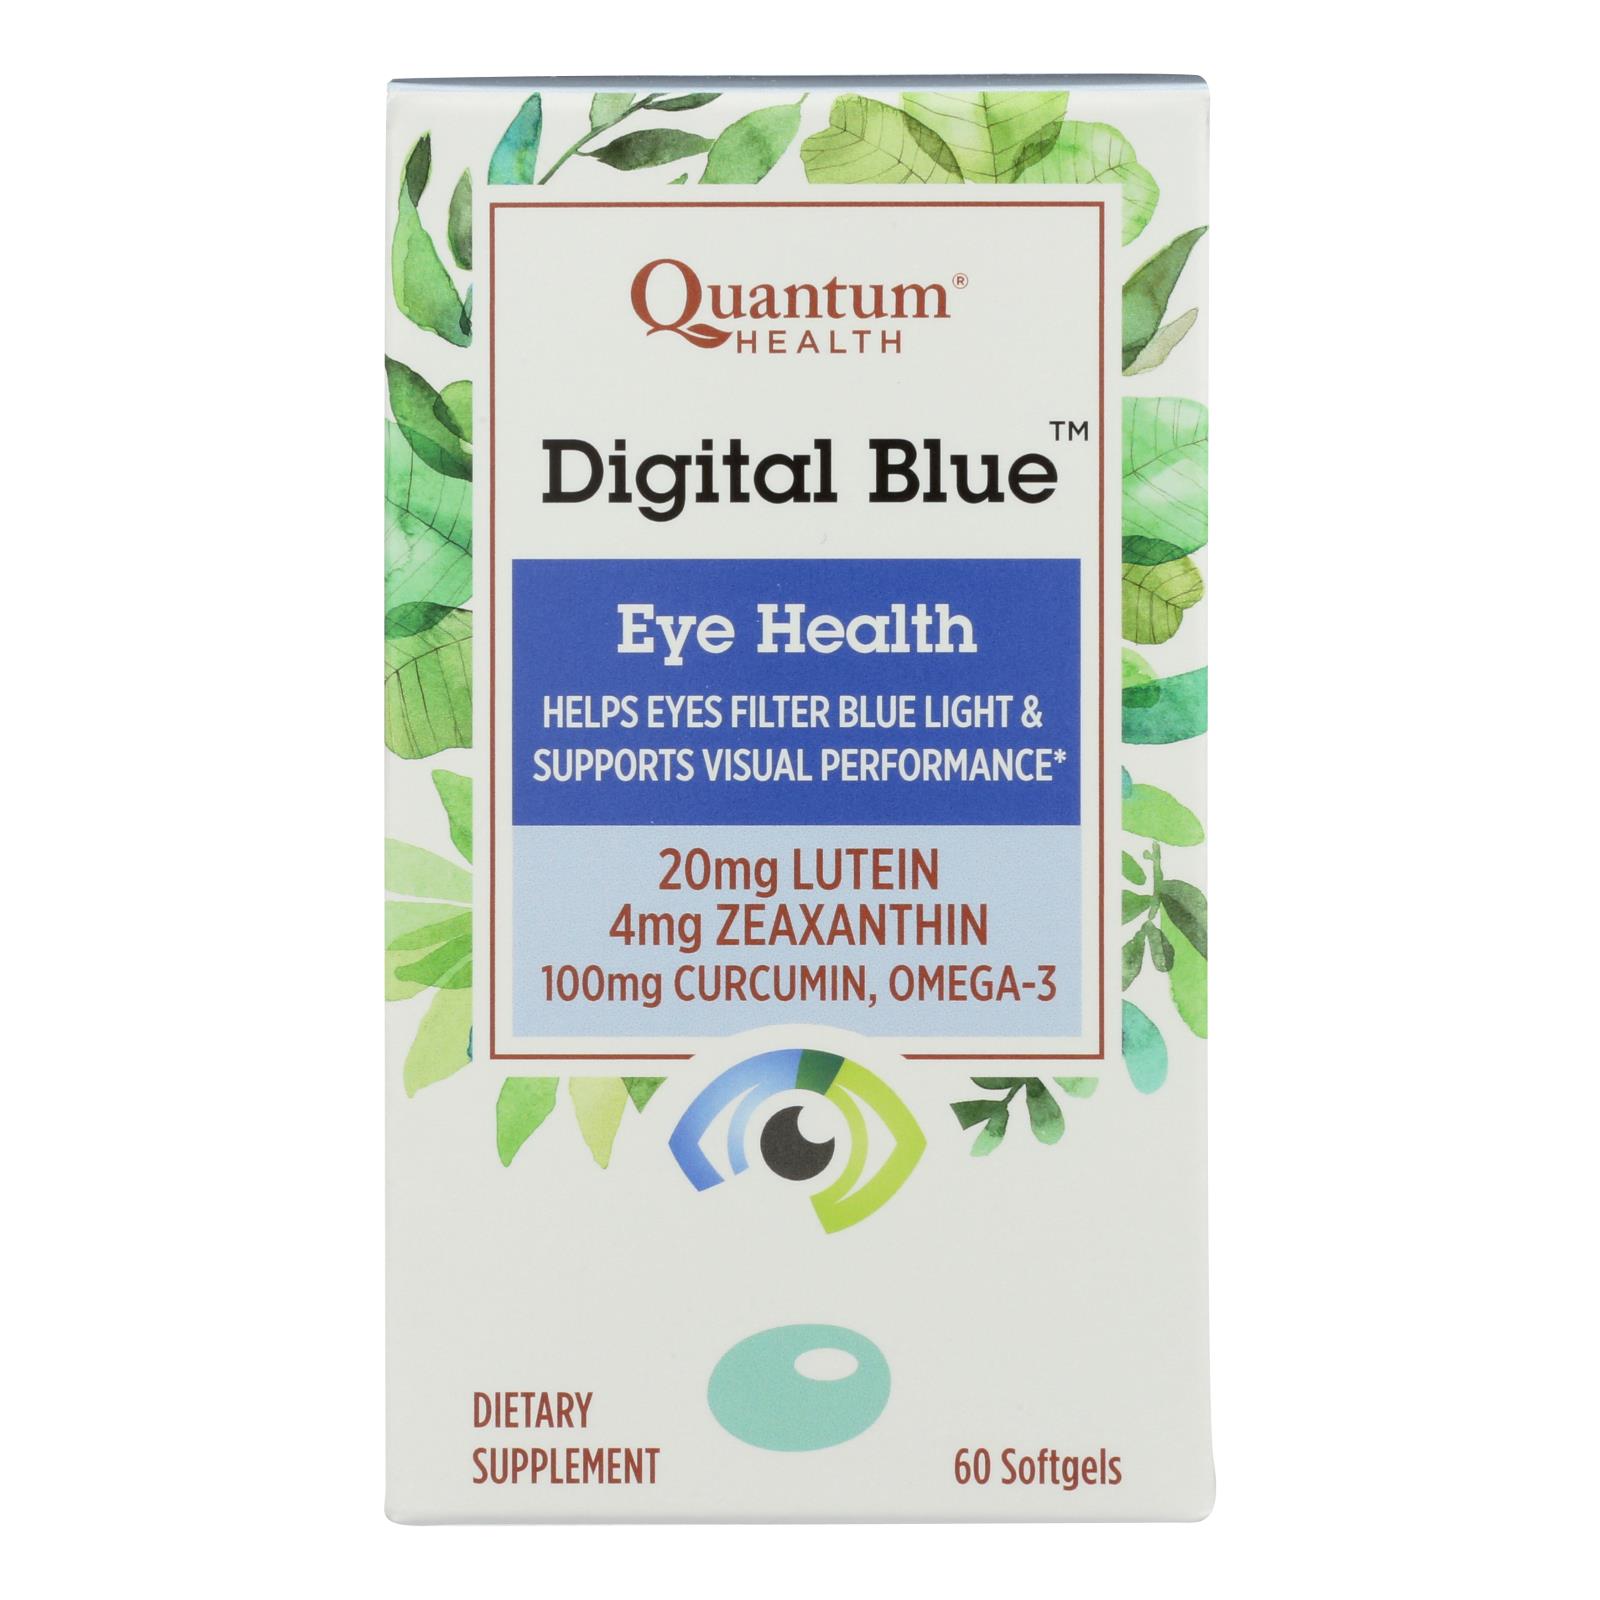 Quantum®
HEALTH
Digital Blue™
Eye Health
HELPS EYES FILTER BLUE LIGHT &
SUPPORTS VISUAL PERFORMANCE*
20mg LUTEIN
4mg ZEAXANTHIN
100mg CURCUMIN, OMEGA-3
DIETARY
SUPPLEMENT
60 Softgels